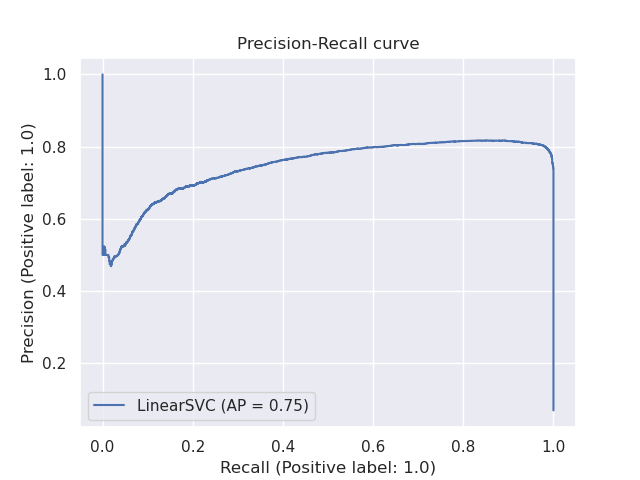 Precision-Recall curve
1.0
0.8
0.6
0.4
0.2
Precision (Positive label: 1.0)
LinearSVC (AP = 0.75)
0.0 0.2 0.4 0.6 0.8 1.0
Recall (Positive label: 1.0)